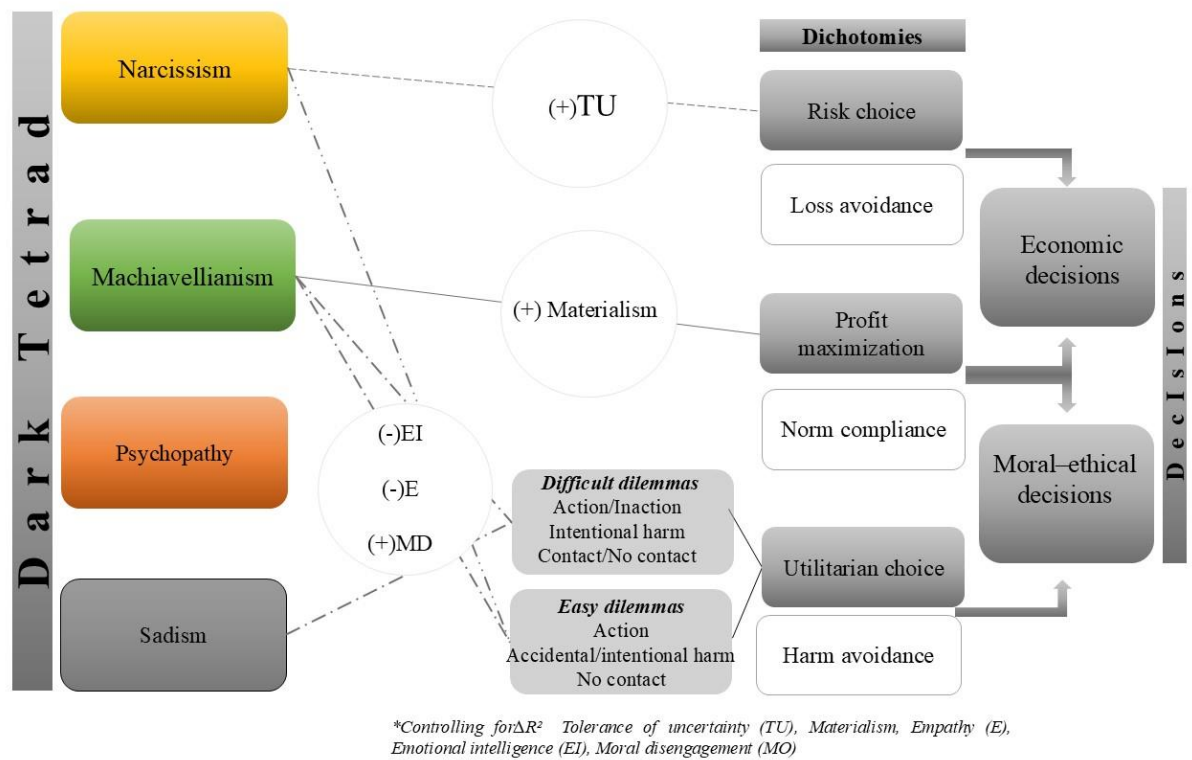 Dark Tetrad
Narcissism
Machiavellianism
Psychopathy
Sadism
(+)TU
(+) Materialism
(-)EI
(-)E
(+)MD
Difficult dilemmas
Action/Inaction
Intentional harm
Contact/No contact
Easy dilemmas
Action
Accidental/intentional harm
No contact
Dichotomies
Risk choice
Loss avoidance
Profit
maximization
Norm compliance
Utilitarian choice
Harm avoidance
Economic
decisions
Moral–ethical
decisions
DecisIons
*Controlling for∆R² Tolerance of uncertainty (TU), Materialism, Empathy (E),
Emotional intelligence (EI), Moral disengagement (MO)